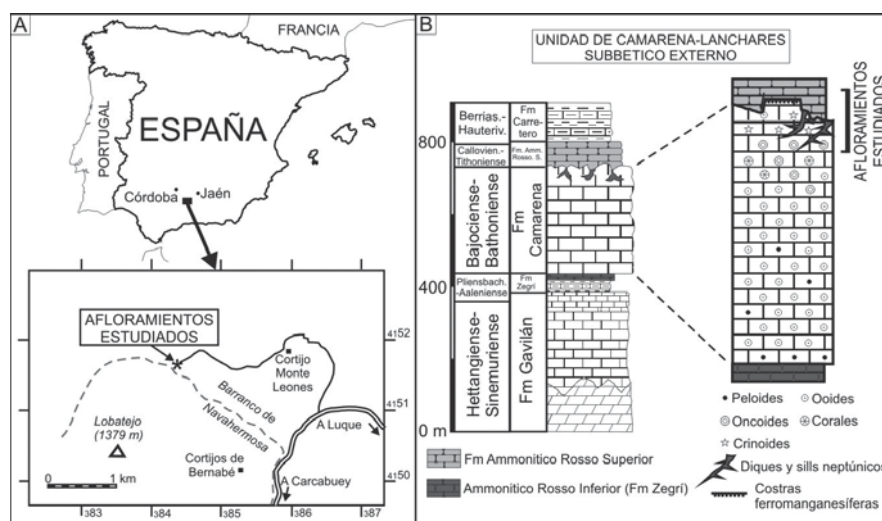 A
FRANCIA
PORTUGAL
ESPAÑA
Córdoba
Jaén
AFLORAMIENTOS
ESTUDIADOS
Cortijo
Monte
Leones
Barranco de
Navahermosa
Lobatejo
(1379 m)
Cortijos de
Bernabé
A Luque
A Carcabuey
0 1 km
4152
4151
4150
383 384 385 386 387
B
UNIDAD DE CAMARENA-LANCHARES
SUBBETICO EXTERNO
800
400
0 m
Berrias.-
Hauteriv.
Fm
Carre-
tero
Callovien.-
Tithoniense
Fm. Amm.
Rosso. S.
Bajociense-
Bathoniense
Fm
Camarena
Pliensbach.
-Aaleniense
Fm
Zegrí
Hettangiense-
Sinemuriense
Fm Gavilán
AFLORAMIENTOS
ESTUDIADOS
Peloides
Ooides
Oncoides
Corales
Crinoides
Diques y sills neptúnicos
Costras
ferromanganesíferas
Fm Ammonitico Rosso Superior
Ammonitico Rosso Inferior (Fm Zegrí)